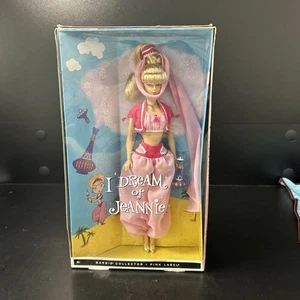 I DREAM
of
JEANNIE
BARBIE COLLECTOR • PINK LABEL